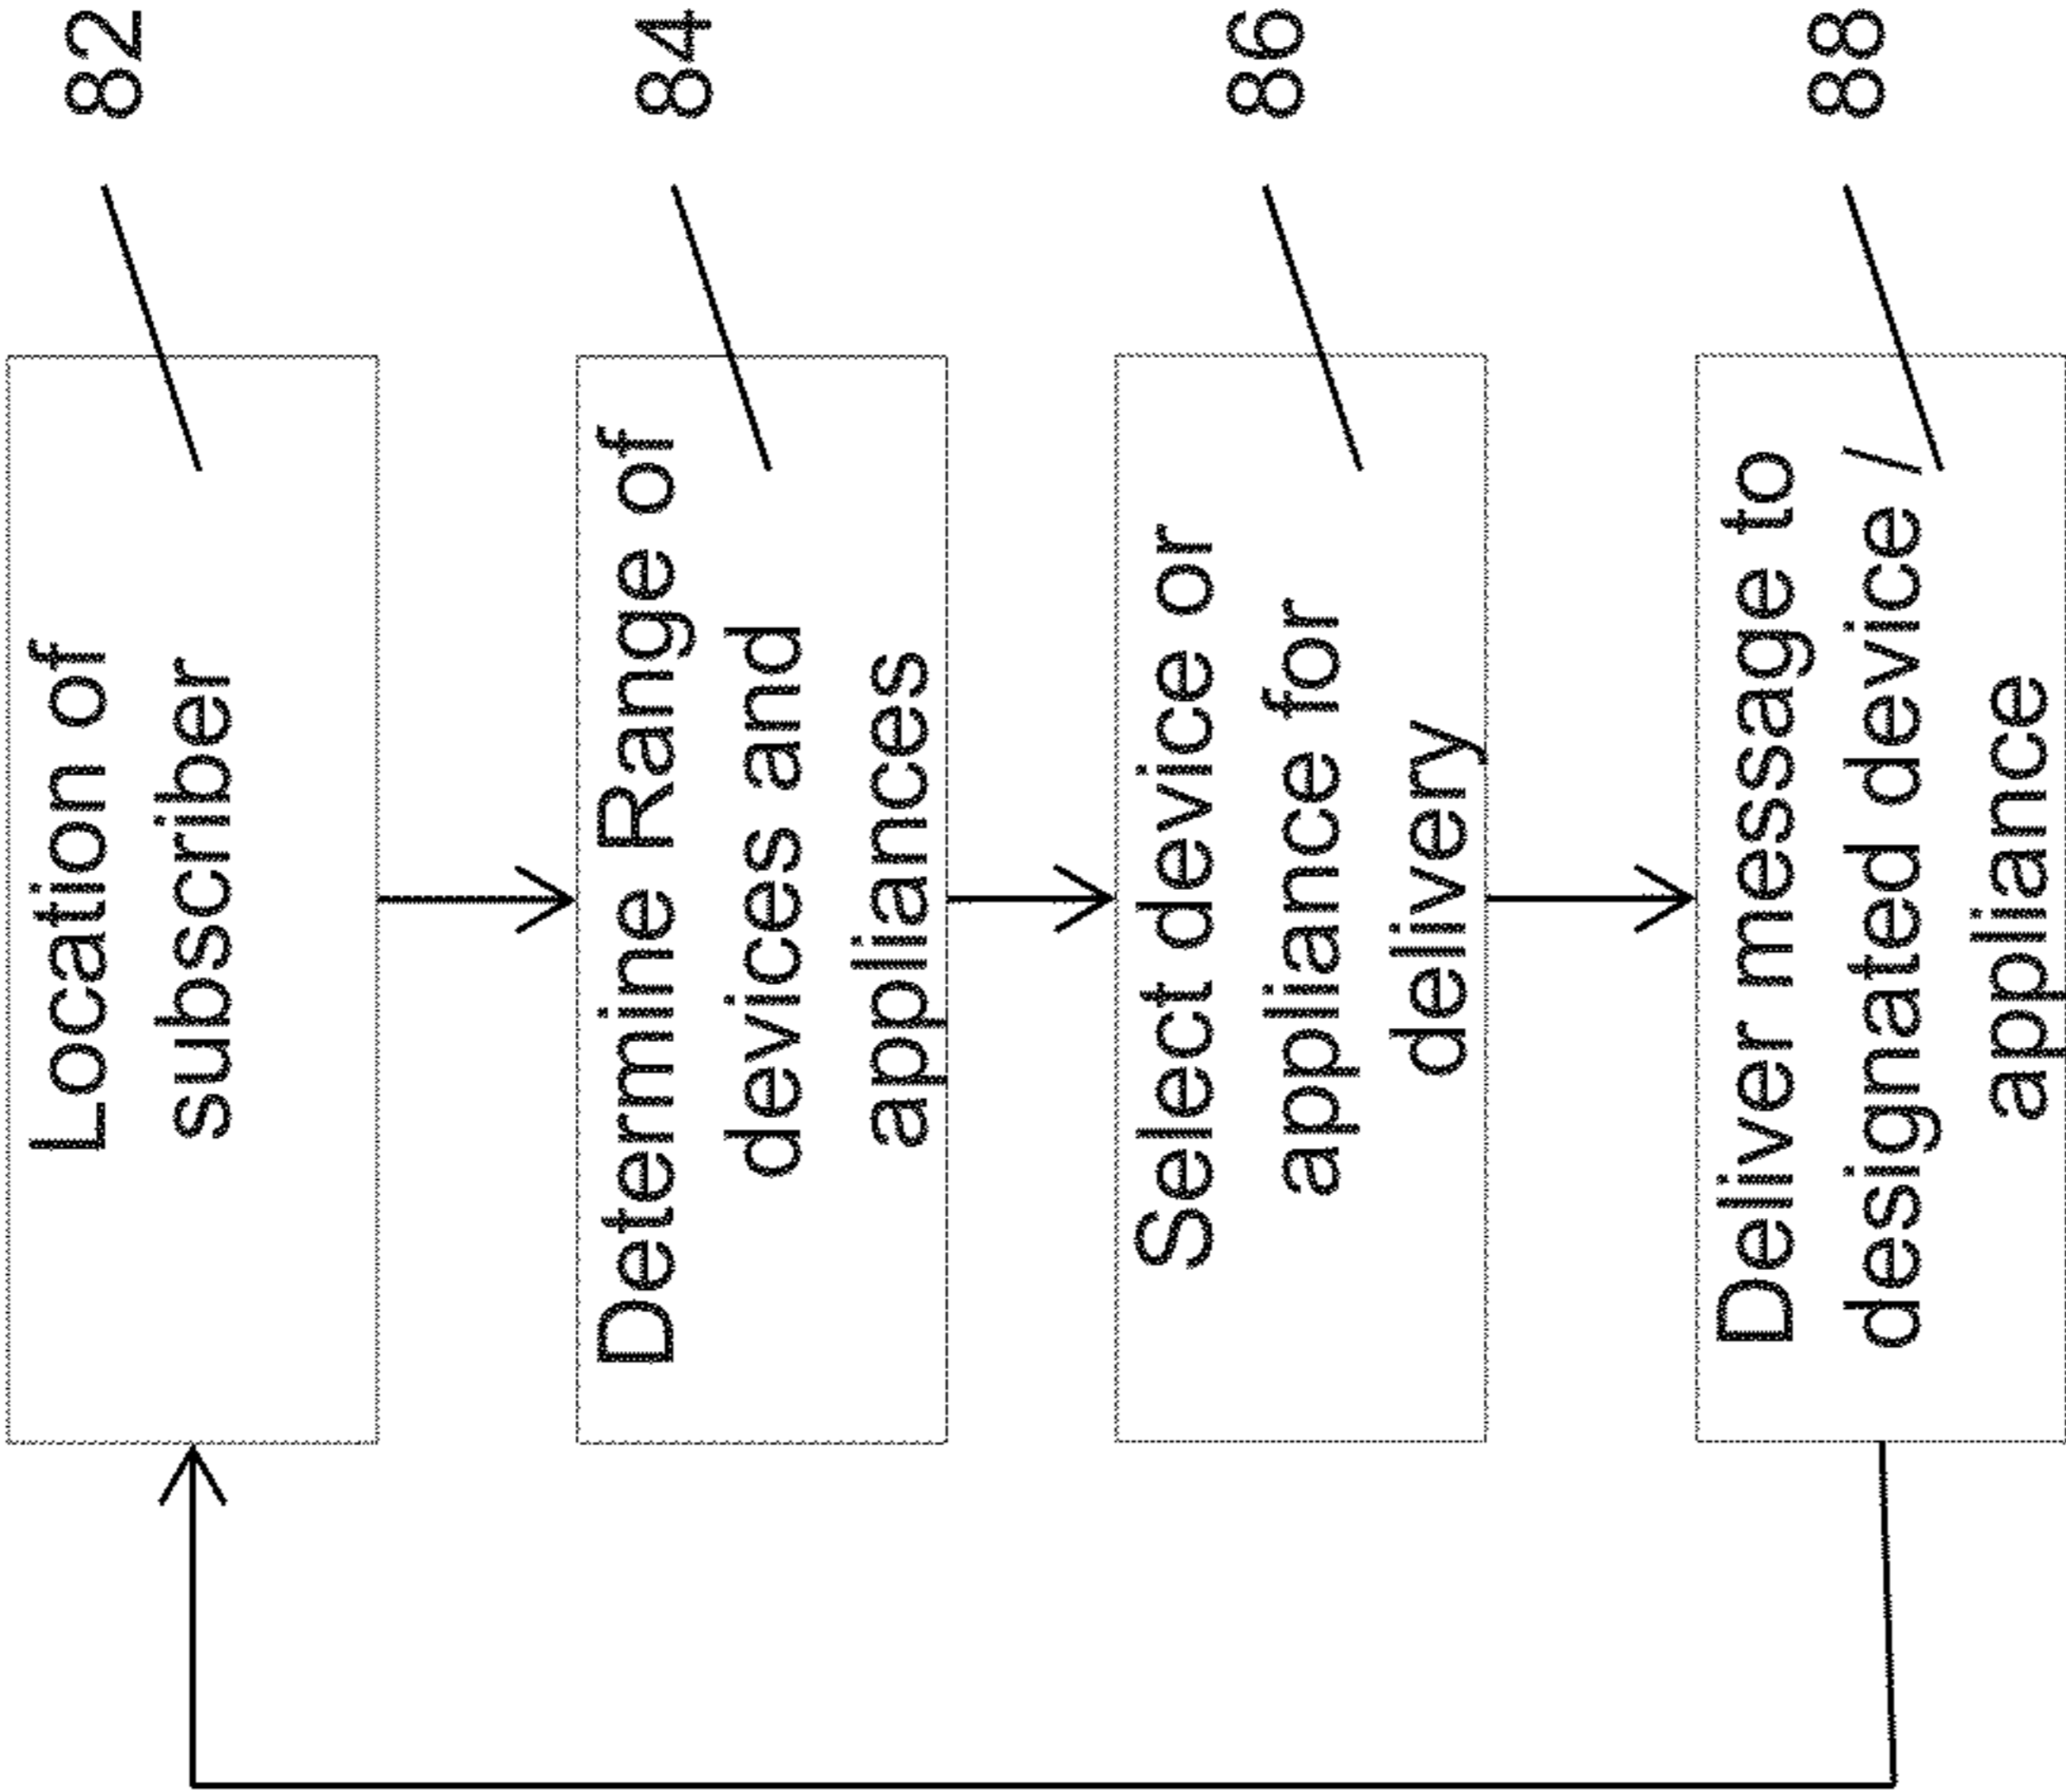 Location of
subscriber
82
Determine Range of
devices and
appliances
84
Select device or
appliance for
delivery
86
Deliver message to
designated device /
appliance
88